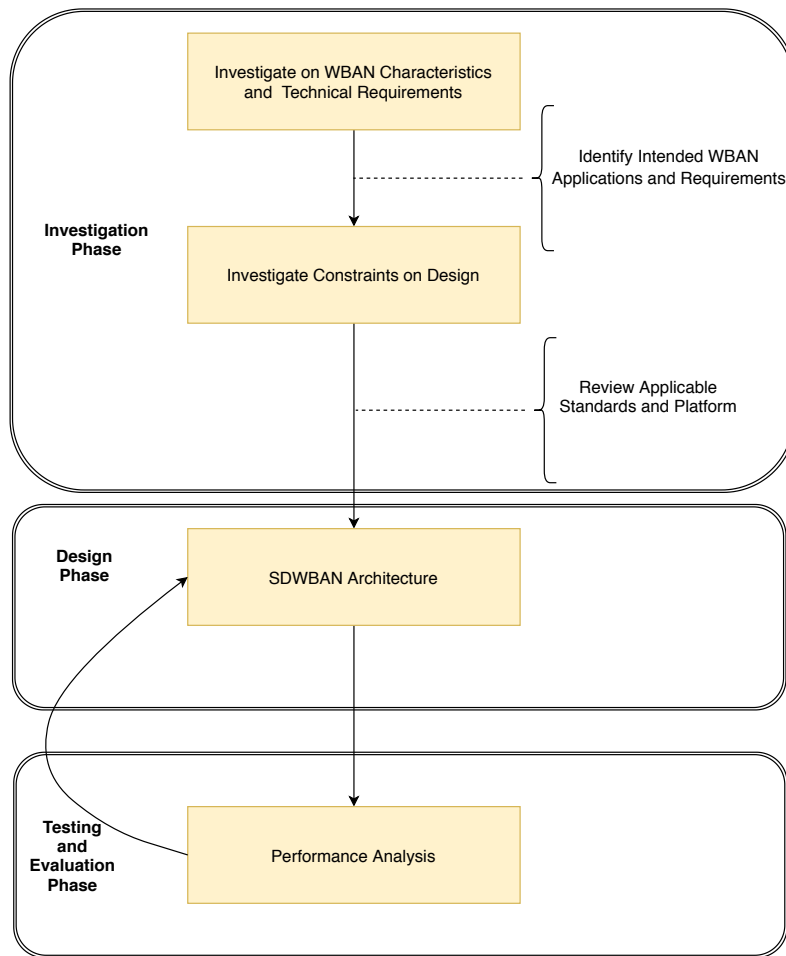 Investigate on WBAN Characteristics
and Technical Requirements
Identify Intended WBAN
Applications and Requirements
Investigation
Phase
Investigate Constraints on Design
Review Applicable
Standards and Platform
Design
Phase
SDWBAN Architecture
Testing
and
Evaluation
Phase
Performance Analysis